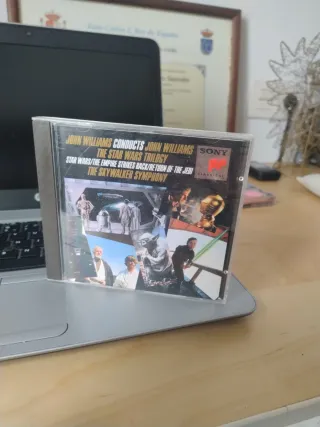 JOHN WILLIAMS CONDUCTS JOHN WILLIAMS
THE STAR WARS TRILOGY
STAR WARS/THE EMPIRE STRIKES BACK/RETURN OF THE JEDI
THE SKYWALKER SYMPHONY
SONY